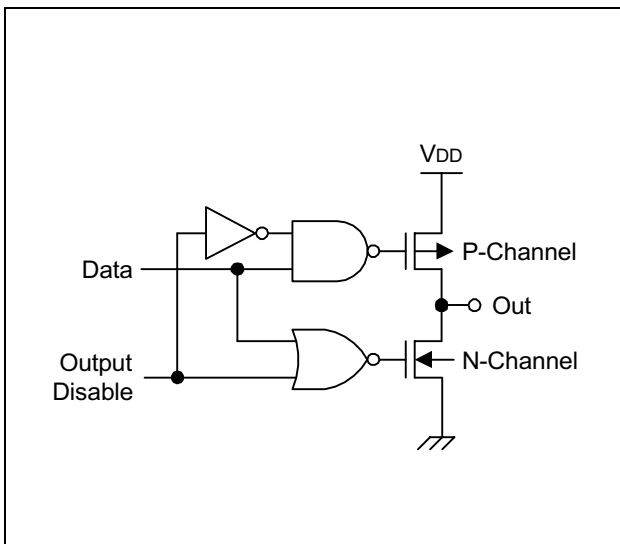 VDD
P-Channel
Data
Out
Output
Disable
N-Channel